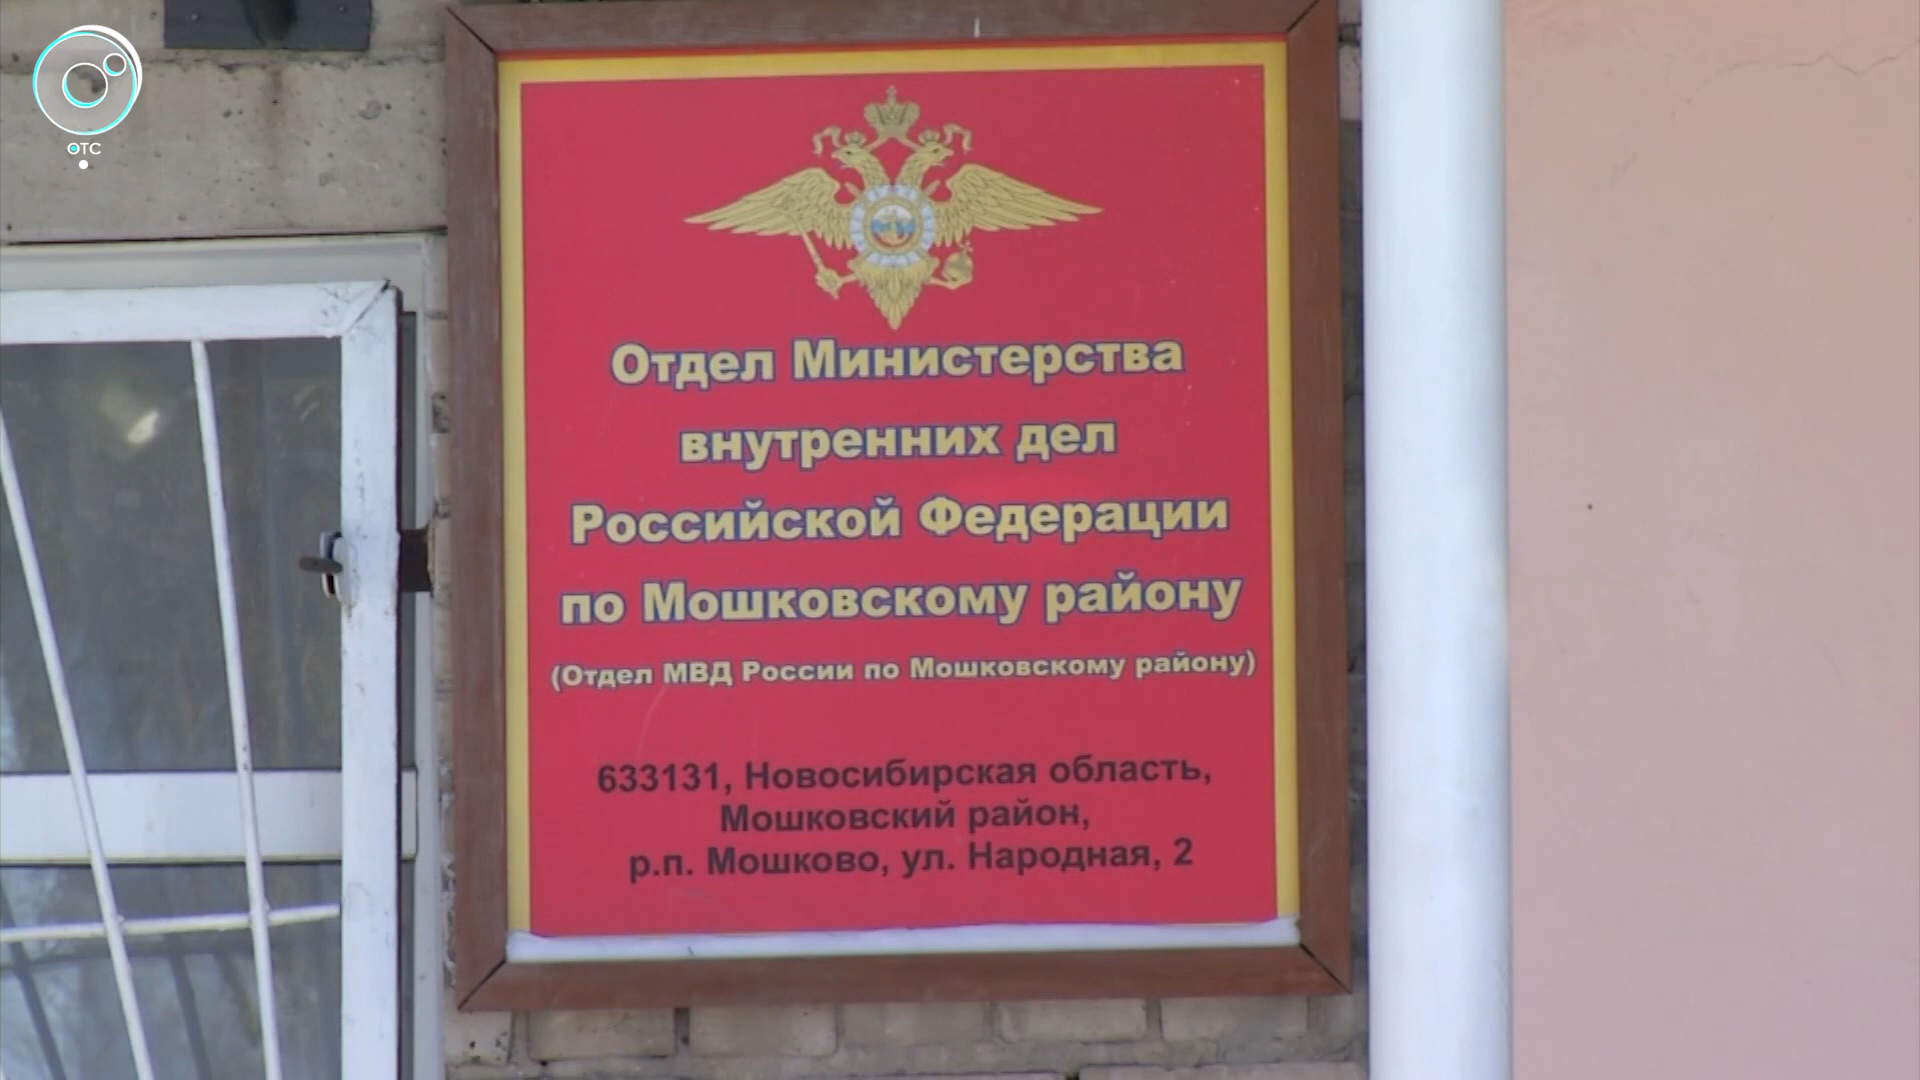 ОТС
Отдел Министерства
внутренних дел
Российской Федерации
по Мошковскому району
(Отдел МВД России по Мошковскому району)
633131, Новосибирская область,
Мошковский район,
р.п. Мошково, ул. Народная, 2